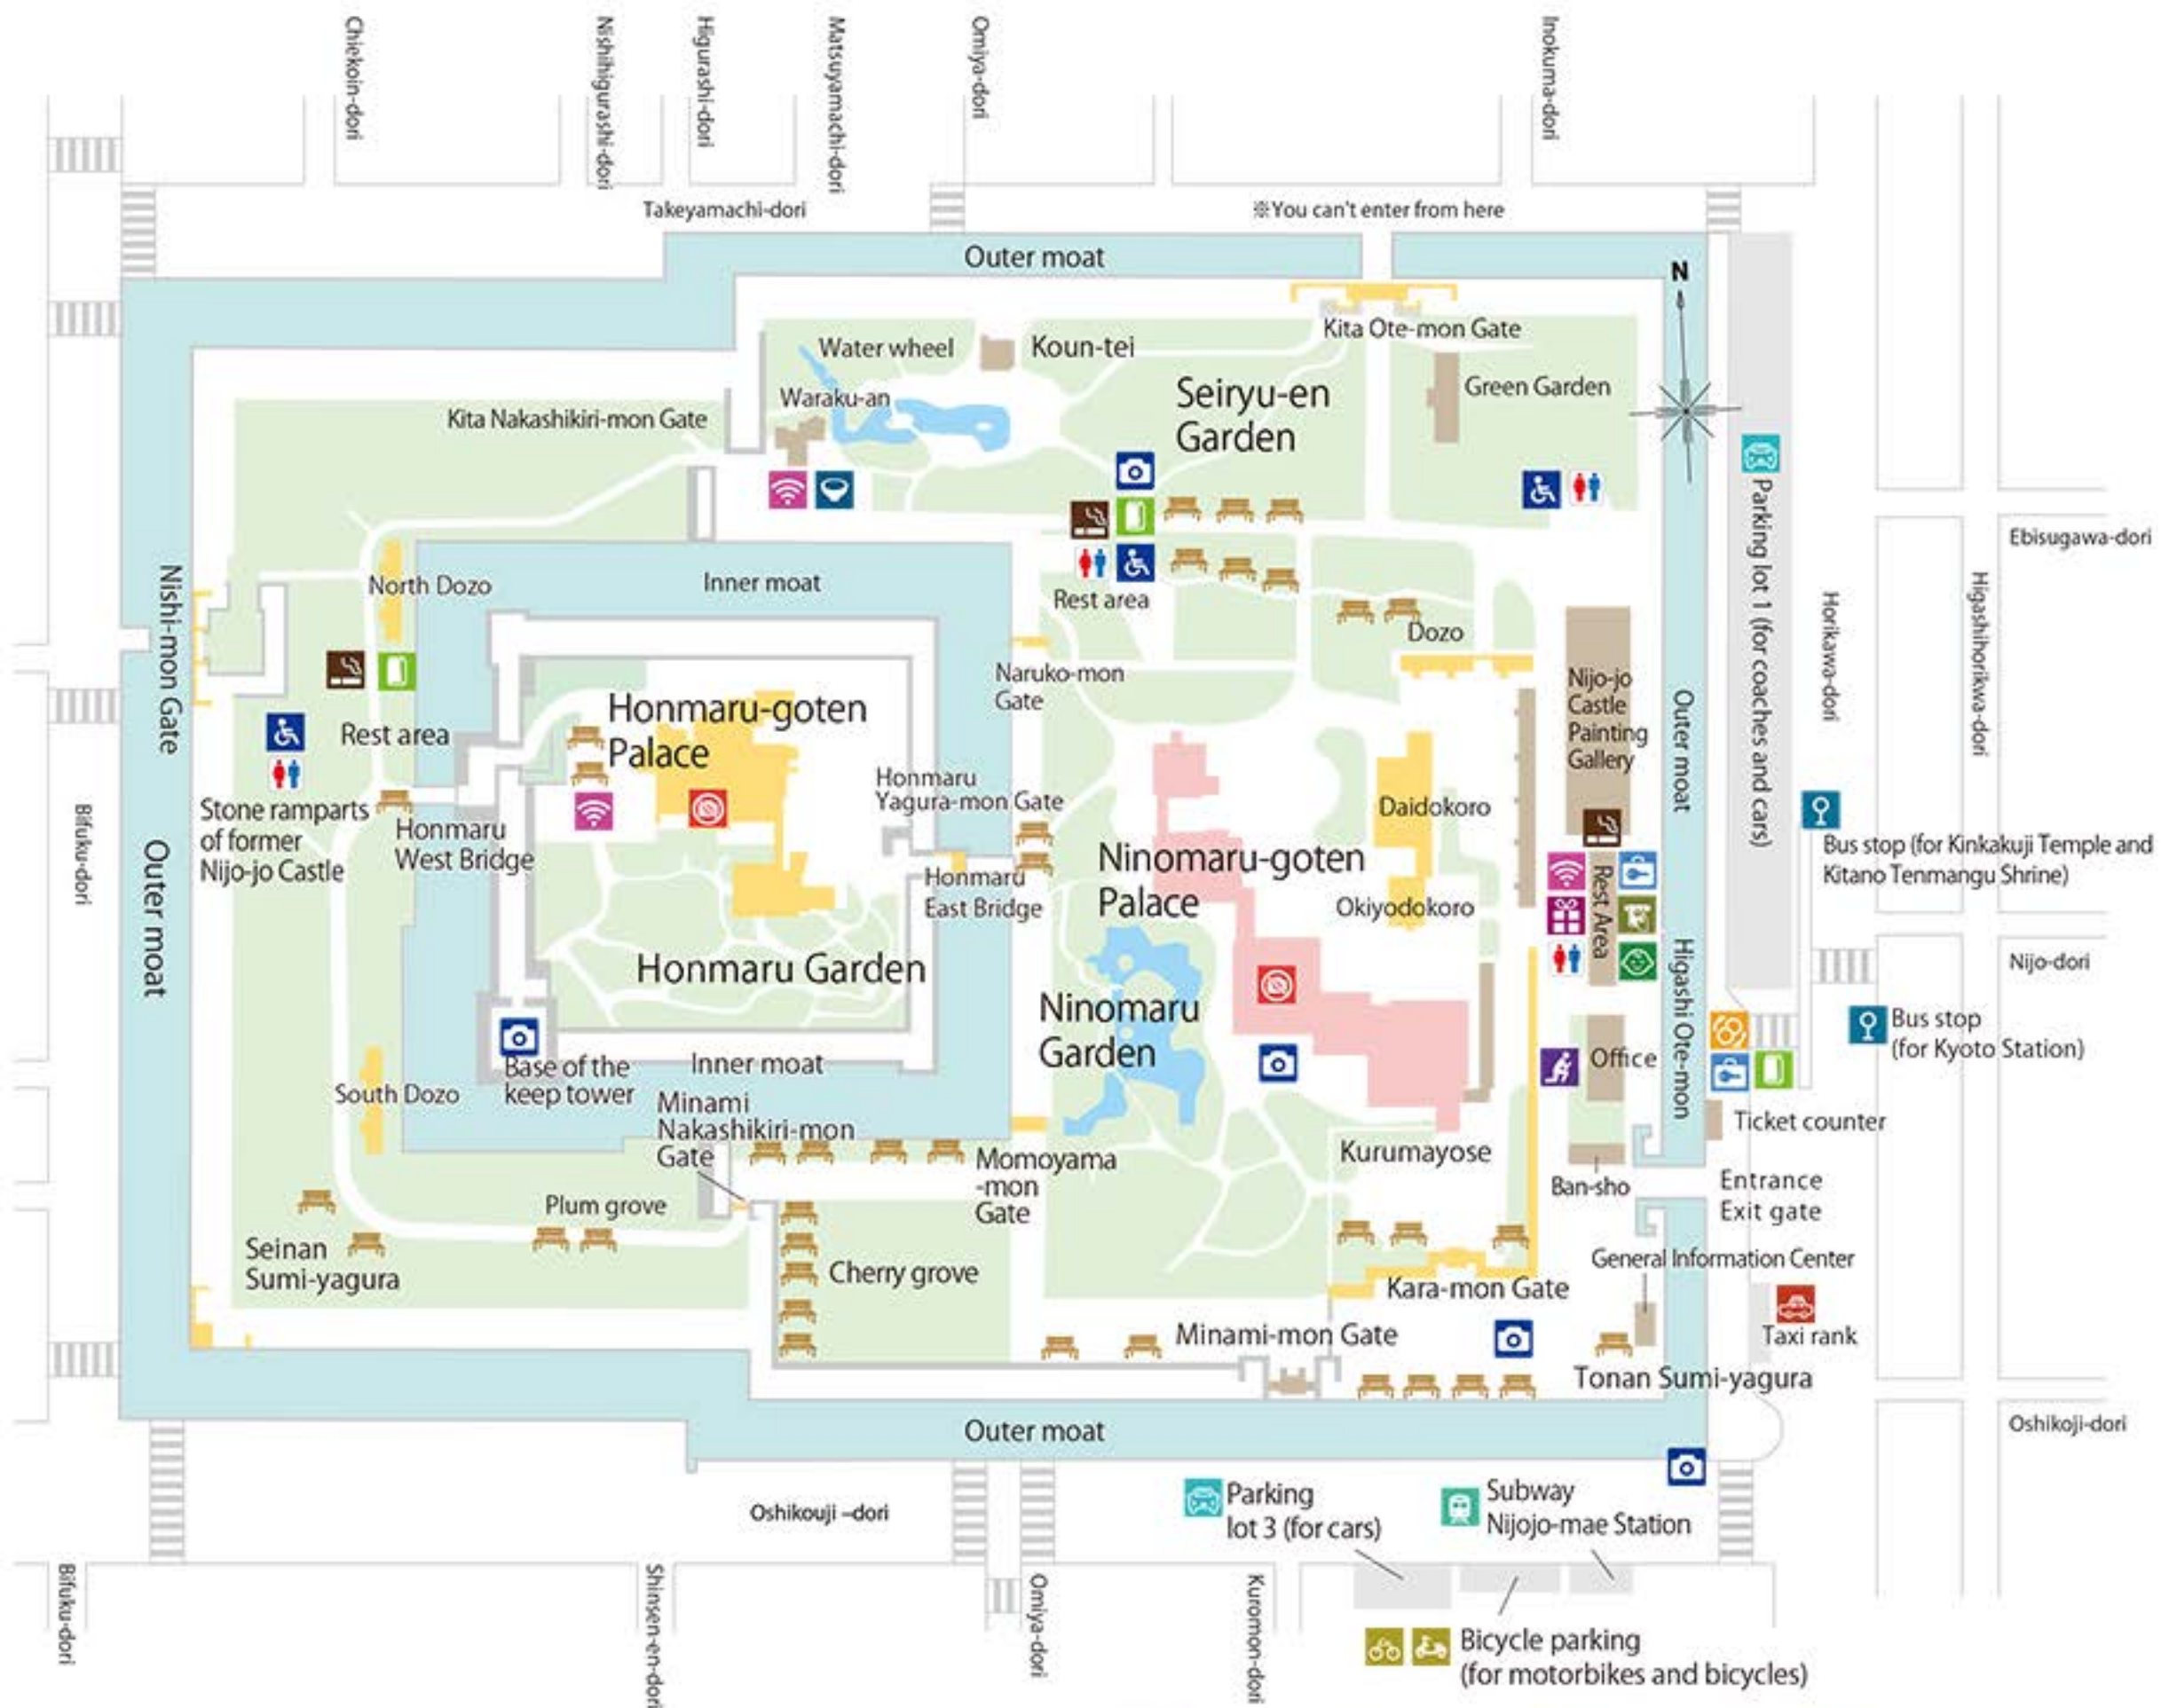 Chiekoin-dori
Nishihigurashi-dori
Higurashi-dori
Matsuyamachi-dori
Omiya-dori
Inokuma-dori
Takeyamachi-dori
※You can't enter from here
Outer moat
N
Kita Ote-mon Gate
Water wheel
Koun-tei
Waraku-an
Seiryu-en
Garden
Green Garden
Kita Nakashikiri-mon Gate
Parking lot 1 (for coaches and cars)
Ebisugawa-dori
Nishi-mon Gate
North Dozo
Inner moat
Rest area
Dozo
Horikawa-dori
Higashihorikwa-dori
Naruko-mon
Gate
Nijo-jo
Castle
Painting
Gallery
Outer moat
Honmaru-goten
Palace
Rest area
Honmaru
Yagura-mon Gate
Daidokoro
Stone ramparts
of former
Nijo-jo Castle
Bifuku-dori
Outer moat
Honmaru
West Bridge
Ninomaru-goten
Palace
Bus stop (for Kinkakuji Temple and
Kitano Tenmangu Shrine)
Honmaru
East Bridge
Okiyodokoro
Rest Area
Honmaru Garden
Higashi Ote-mon
Nijo-dori
Ninomaru
Garden
Bus stop
(for Kyoto Station)
Office
Base of the
keep tower
Inner moat
South Dozo
Minami
Nakashikiri-mon
Gate
Ticket counter
Kurumayose
Momoyama
-mon
Gate
Ban-sho
Entrance
Exit gate
Plum grove
Seinan
Sumi-yagura
Cherry grove
General Information Center
Kara-mon Gate
Minami-mon Gate
Taxi rank
Tonan Sumi-yagura
Outer moat
Oshikoji-dori
Oshikouji –dori
Parking
lot 3 (for cars)
Subway
Nijojo-mae Station
Bifuku-dori
Shinsen-en-dori
Omiya-dori
Kuromon-dori
Bicycle parking
(for motorbikes and bicycles)